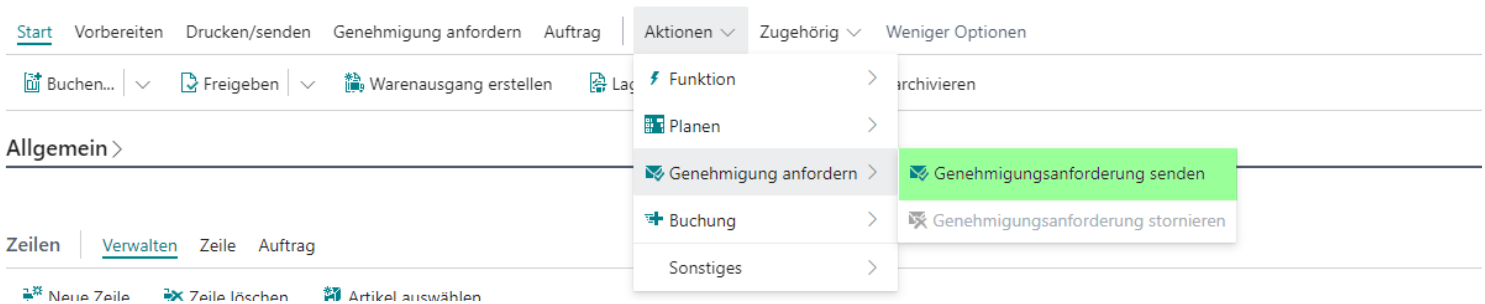 Start Vorbereiten Drucken/senden Genehmigung anfordern Auftrag Aktionen Zugehörig Weniger Optionen
Buchen... Freigeben Warenausgang erstellen archivieren
Funktion
Planen
Allgemein
Genehmigung anfordern Genehmigungsanforderung senden
Buchung Genehmigungsanforderung stornieren
Zeilen Verwalten Zeile Auftrag
Sonstiges
Neue Zeile Zeile löschen Artikel auswählen